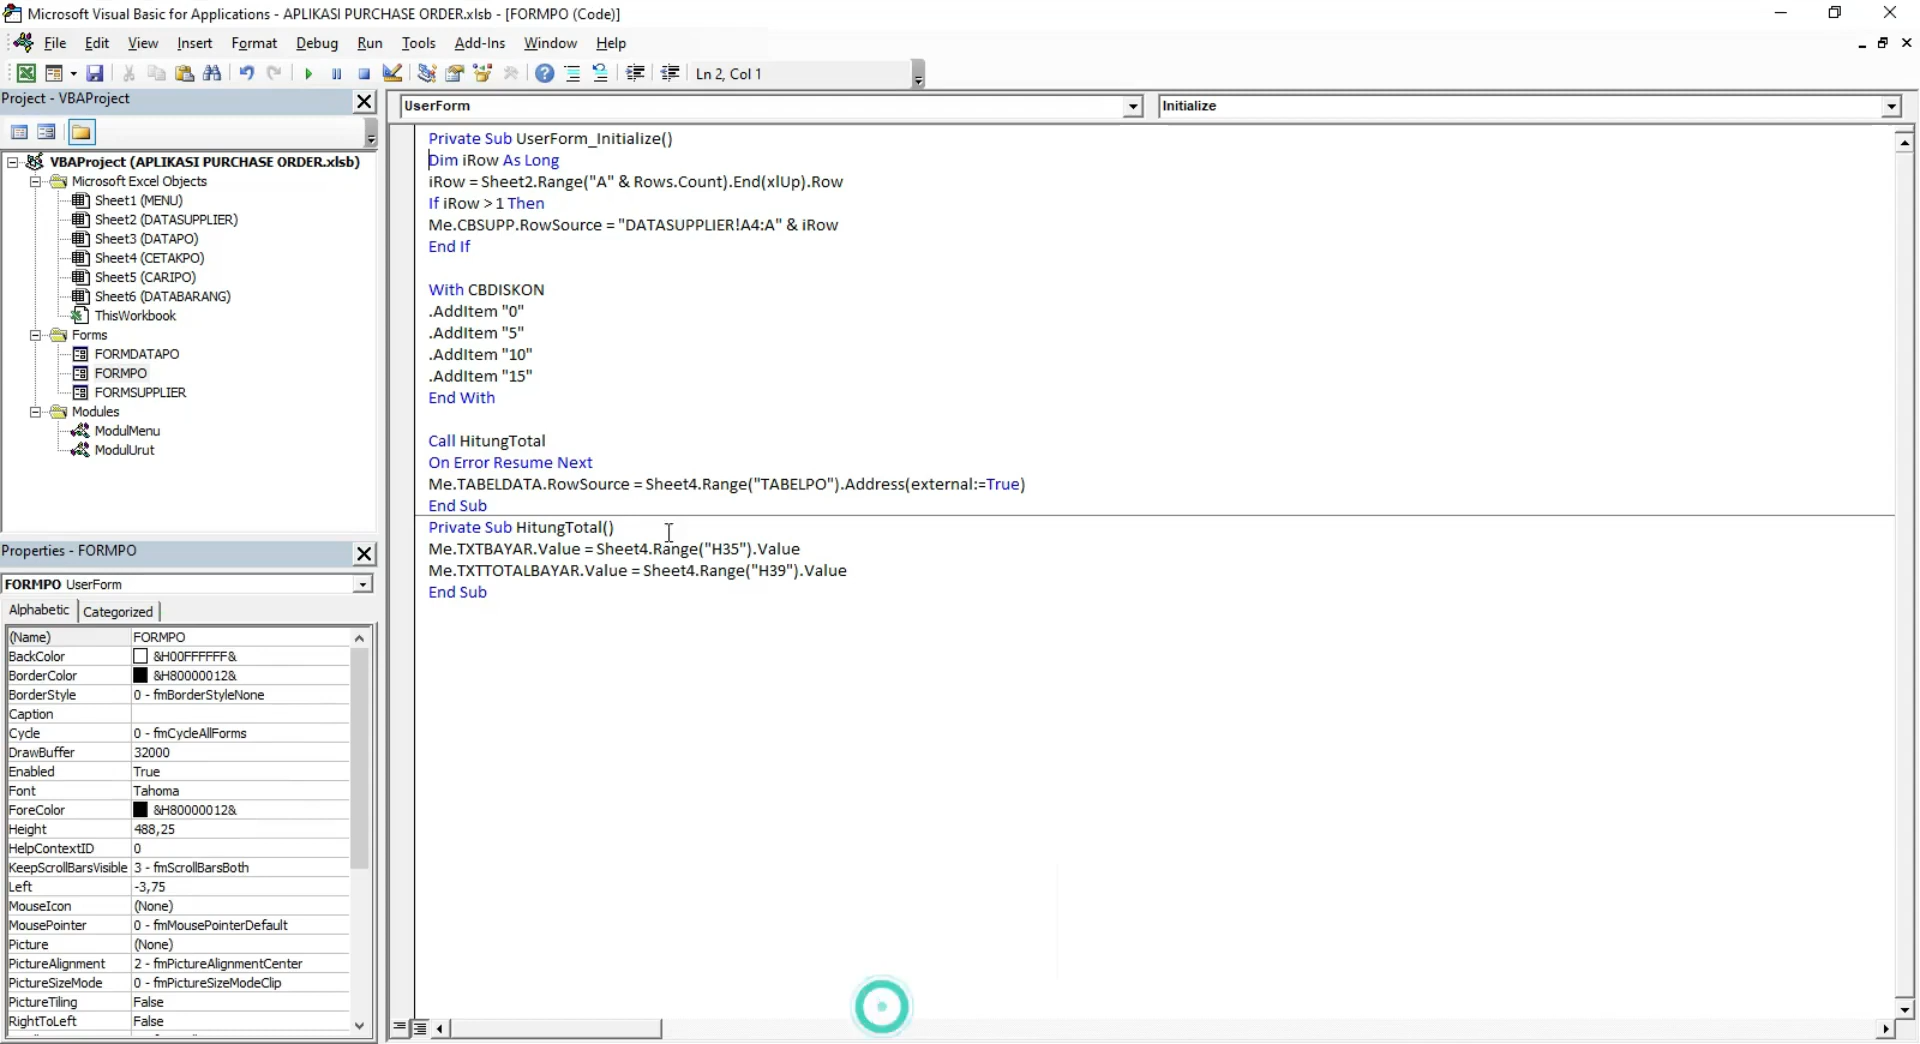 Microsoft Visual Basic for Applications - APLIKASI PURCHASE ORDER.xlsb - [FORMPO (Code)]
File Edit View Insert Format Debug Run Tools Add-Ins Window Help
Ln 2, Col 1
Project - VBAProject
VBAProject (APLIKASI PURCHASE ORDER.xlsb)
Microsoft Excel Objects
Sheet1 (MENU)
Sheet2 (DATASUPPLIER)
Sheet3 (DATAPO)
Sheet4 (CETAKPO)
Sheet5 (CARIPO)
Sheet6 (DATABARANG)
ThisWorkbook
Forms
FORMDATAPO
FORMPO
FORMSUPPLIER
Modules
ModulMenu
ModulUrut
Properties - FORMPO
FORMPO UserForm
Alphabetic Categorized
(Name) FORMPO
BackColor &H00FFFFFF&
BorderColor &H80000012&
BorderStyle 0 - fmBorderStyleNone
Caption
Cycle 0 - fmCycleAllForms
DrawBuffer 32000
Enabled True
Font Tahoma
ForeColor &H80000012&
Height 488,25
HelpContextID 0
KeepScrollBarsVisible 3 - fmScrollBarsBoth
Left -3,75
MouseIcon (None)
MousePointer 0 - fmMousePointerDefault
Picture (None)
PictureAlignment 2 - fmPictureAlignmentCenter
PictureSizeMode 0 - fmPictureSizeModeClip
PictureTiling False
RightToLeft False
UserForm Initialize
Private Sub UserForm_Initialize()
Dim iRow As Long
iRow = Sheet2.Range("A" & Rows.Count).End(xlUp).Row
If iRow > 1 Then
Me.CBSUPP.RowSource = "DATASUPPLIER!A4:A" & iRow
End If
With CBDISKON
.AddItem "0"
.AddItem "5"
.AddItem "10"
.AddItem "15"
End With
Call HitungTotal
On Error Resume Next
Me.TABELDATA.RowSource = Sheet4.Range("TABELPO").Address(external:=True)
End Sub
Private Sub HitungTotal()
Me.TXTBAYAR.Value = Sheet4.Range("H35").Value
Me.TXTTOTALBAYAR.Value = Sheet4.Range("H39").Value
End Sub